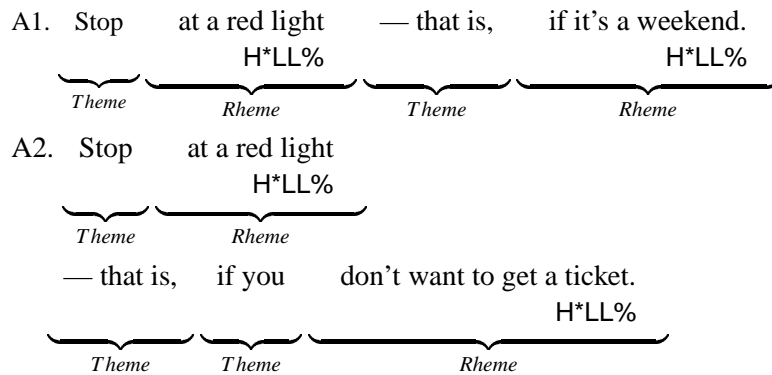 A1. Stop at a red light — that is, if it's a weekend.
H*LL% H*LL%
Theme Rheme Theme Rheme
A2. Stop at a red light
H*LL%
Theme Rheme
— that is, if you don't want to get a ticket.
H*LL%
Theme Theme Rheme